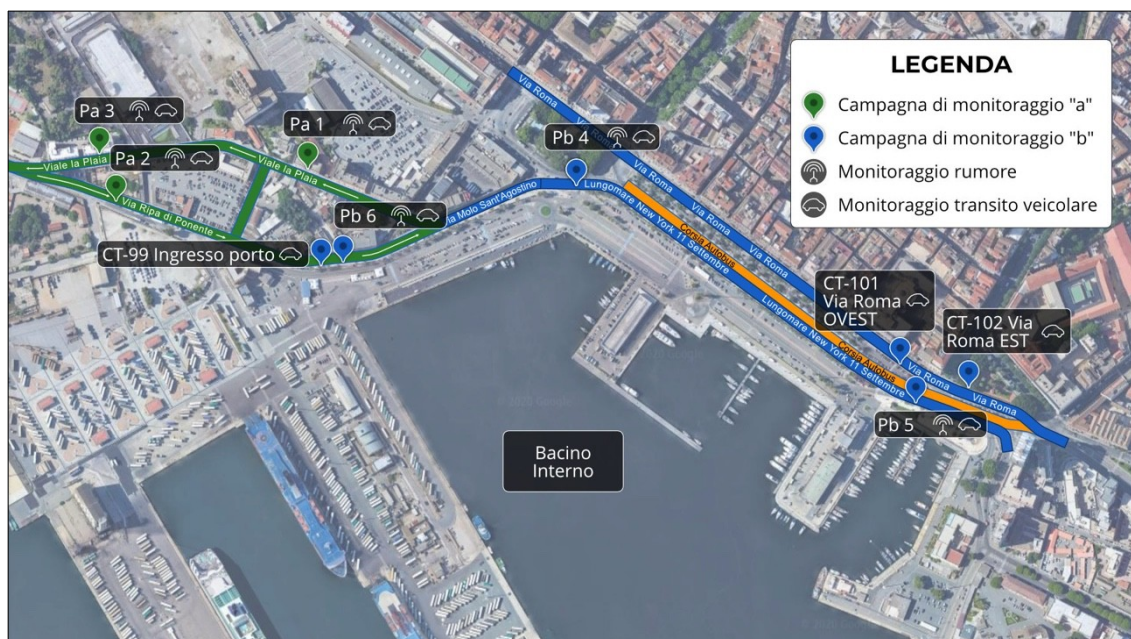 LEGENDA
Campagna di monitoraggio "a"
Campagna di monitoraggio "b"
Monitoraggio rumore
Monitoraggio transito veicolare
Via Roma
Pa 3
Pa 1
Pb 4
Via Roma
Pa 2
Viale la Plaia
Viale la Plaia
Via Ripa di Ponente
Pb 6
Molo Sant'Agostino
Lungomare New York 11 Settembre
Corsia Autobus
Via Roma
Via Roma
Via Roma
CT-99 Ingresso porto
CT-101
Via Roma
OVEST
CT-102 Via
Roma EST
Lungomare New York 11 Settembre
Corsia Autobus
Via Roma
Via Roma
Pb 5
Bacino
Interno